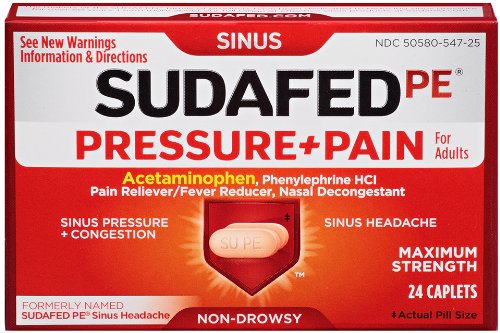 SUDAFED.COM
See New Warnings
Information & Directions
SINUS
NDC 50580-547-25
SUDAFED PE®
PRESSURE+PAIN For Adults
Acetaminophen, Phenylephrine HCl
Pain Reliever/Fever Reducer, Nasal Decongestant
SINUS PRESSURE
+ CONGESTION
‡
SINUS HEADACHE
SU PE
™
MAXIMUM
STRENGTH
24 CAPLETS
FORMERLY NAMED
SUDAFED PE® Sinus Headache
NON-DROWSY
‡Actual Pill Size